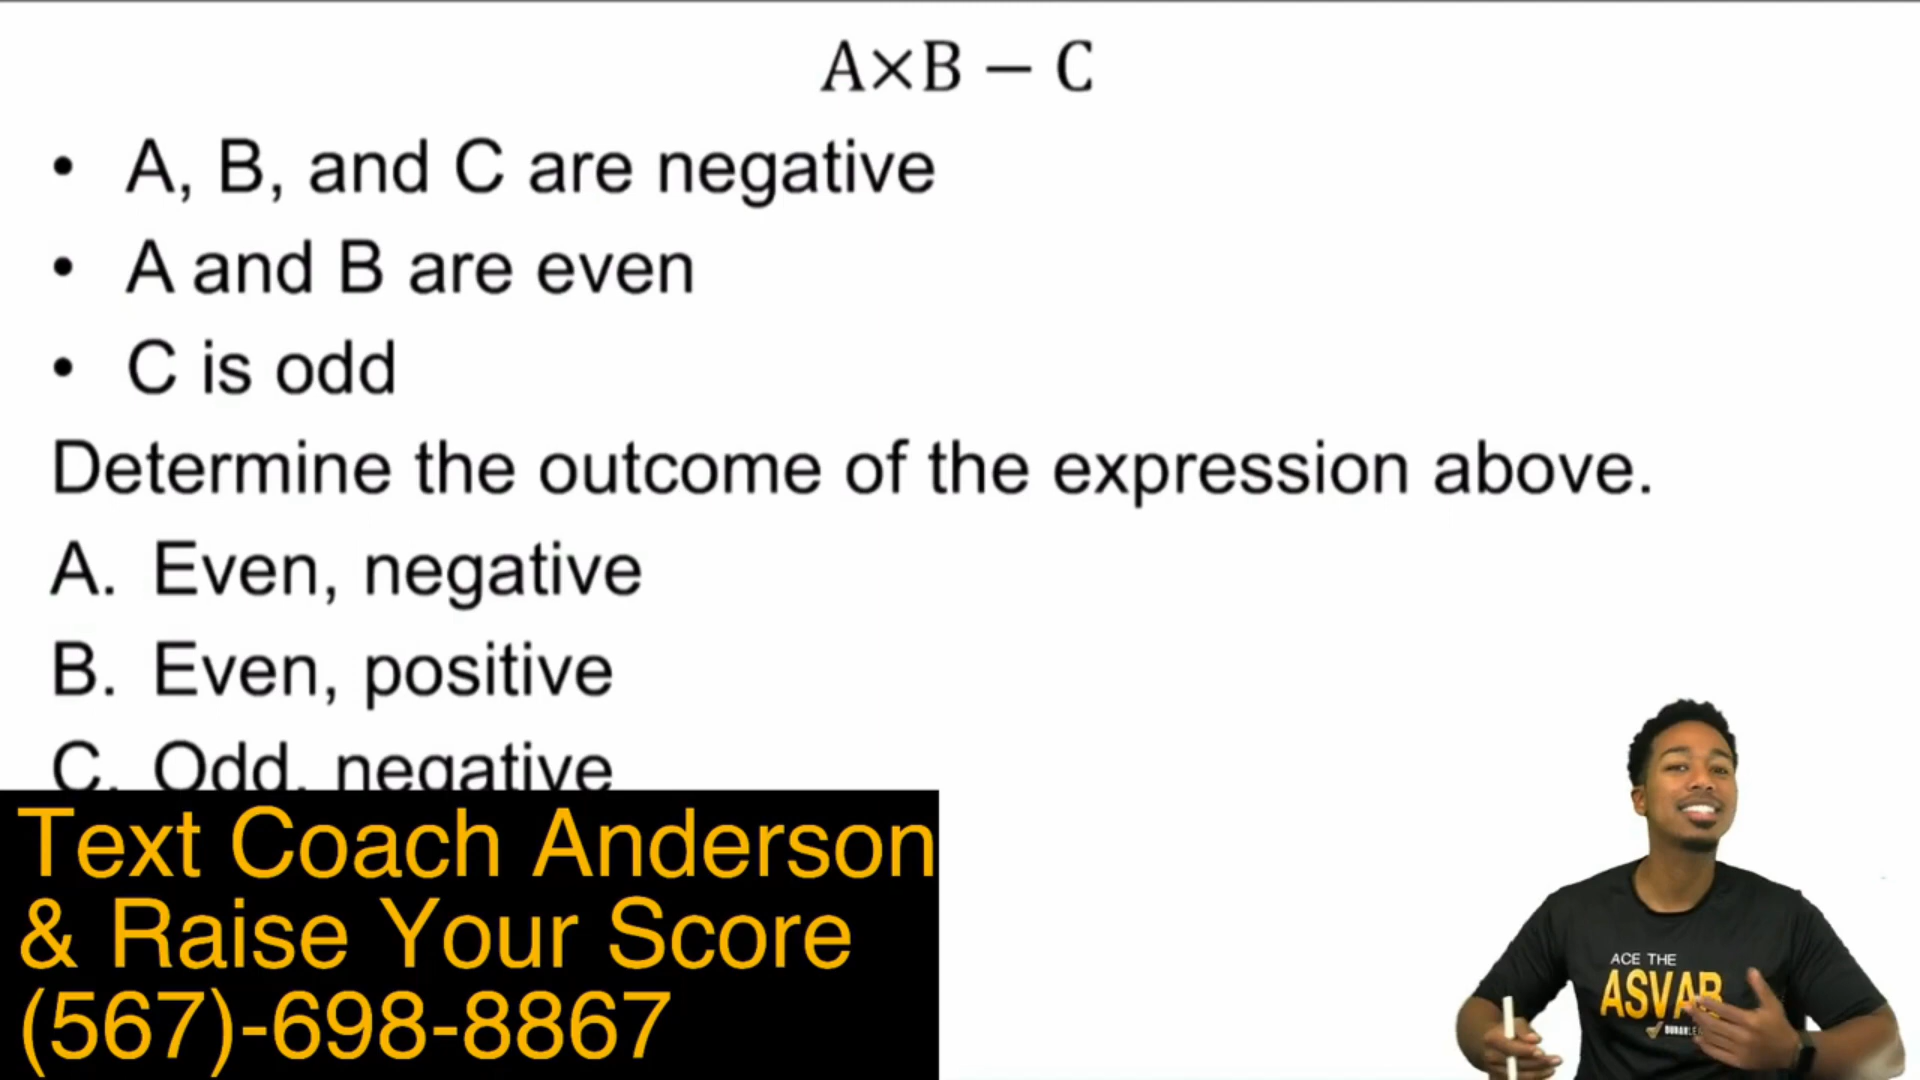 A×B − C
• A, B, and C are negative
• A and B are even
• C is odd
Determine the outcome of the expression above.
A. Even, negative
B. Even, positive
C. Odd, negative
Text Coach Anderson
& Raise Your Score
(567)-698-8867
ACE THE
ASVAB